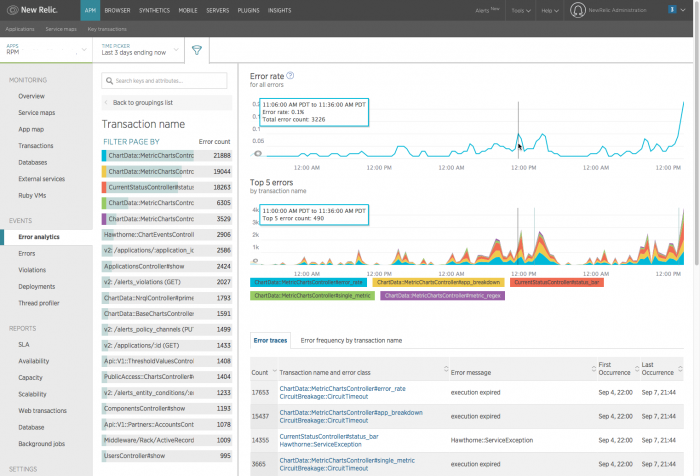 New Relic.
APM
BROWSER
SYNTHETICS
MOBILE
SERVERS
PLUGINS
INSIGHTS
Alerts New
Tools
Help
NewRelic Administration
3
Applications
Service maps
Key transactions
APPS
RPM
TIME PICKER
Last 3 days ending now
MONITORING
Overview
Service maps
App map
Transactions
Databases
External services
Ruby VMs
EVENTS
Error analytics
Errors
Violations
Deployments
Thread profiler
REPORTS
SLA
Availability
Capacity
Scalability
Web transactions
Database
Background jobs
SETTINGS
Search keys and attributes...
Back to groupings list
Transaction name
FILTER PAGE BY Error count
ChartData::MetricChartsContro 21888
ChartData::MetricChartsContro 19044
CurrentStatusController#status 18263
ChartData::MetricChartsContro 6305
ChartData::MetricChartsContro 3529
Hawthorne::ChartEventsControl 2906
v2: /applications/:application_i 2586
ApplicationsController#show 2424
v2: /alerts_violations (GET) 2027
ChartData::NrqlController#prime 1793
ChartData::BaseChartsControll 1591
v2: /alerts_policy_channels (PU 1499
v2: /applications/:id (GET) 1433
Api::V1::ThresholdValuesControl 1408
PublicAccess::ChartsController# 1404
v2: /alerts_entity_conditions/:e 1233
ComponentsController#show 1193
Api::V1::Partners::AccountsCont 1078
Middleware/Rack/ActiveRecord 1009
UsersController#show 995
Error rate ?
for all errors
0.2
0.15
0.1
0.05
11:06:00 AM PDT to 11:36:00 AM PDT
Error rate: 0.1%
Total error count: 3226
12:00 AM
12:00 PM
12:00 AM
12:00 PM
12:00 AM
12:00 PM
Top 5 errors
by transaction name
4k
3k
2k
1k
11:00:00 AM PDT to 11:36:00 AM PDT
Top 5 error count: 490
12:00 AM
12:00 PM
12:00 AM
12:00 PM
12:00 AM
12:00 PM
ChartData::MetricChartsController#error_rate
ChartData::MetricChartsController#app_breakdown
CurrentStatusController#status_bar
ChartData::MetricChartsController#single_metric
ChartData::MetricChartsController#metric_regex
Error traces
Error frequency by transaction name
Count
Transaction name and error class
Error message
First Occurrence
Last Occurrence
17653
ChartData::MetricChartsController#error_rate
CircuitBreakage::CircuitTimeout
execution expired
Sep 4, 22:00
Sep 7, 21:44
15437
ChartData::MetricChartsController#app_breakdown
CircuitBreakage::CircuitTimeout
execution expired
Sep 4, 22:00
Sep 7, 21:44
14355
CurrentStatusController#status_bar
Hawthorne::ServiceException
Hawthorne::ServiceException
Sep 4, 22:00
Sep 7, 21:44
3665
ChartData::MetricChartsController#single_metric
CircuitBreakage::CircuitTimeout
execution expired
Sep 4, 22:00
Sep 7, 21:44